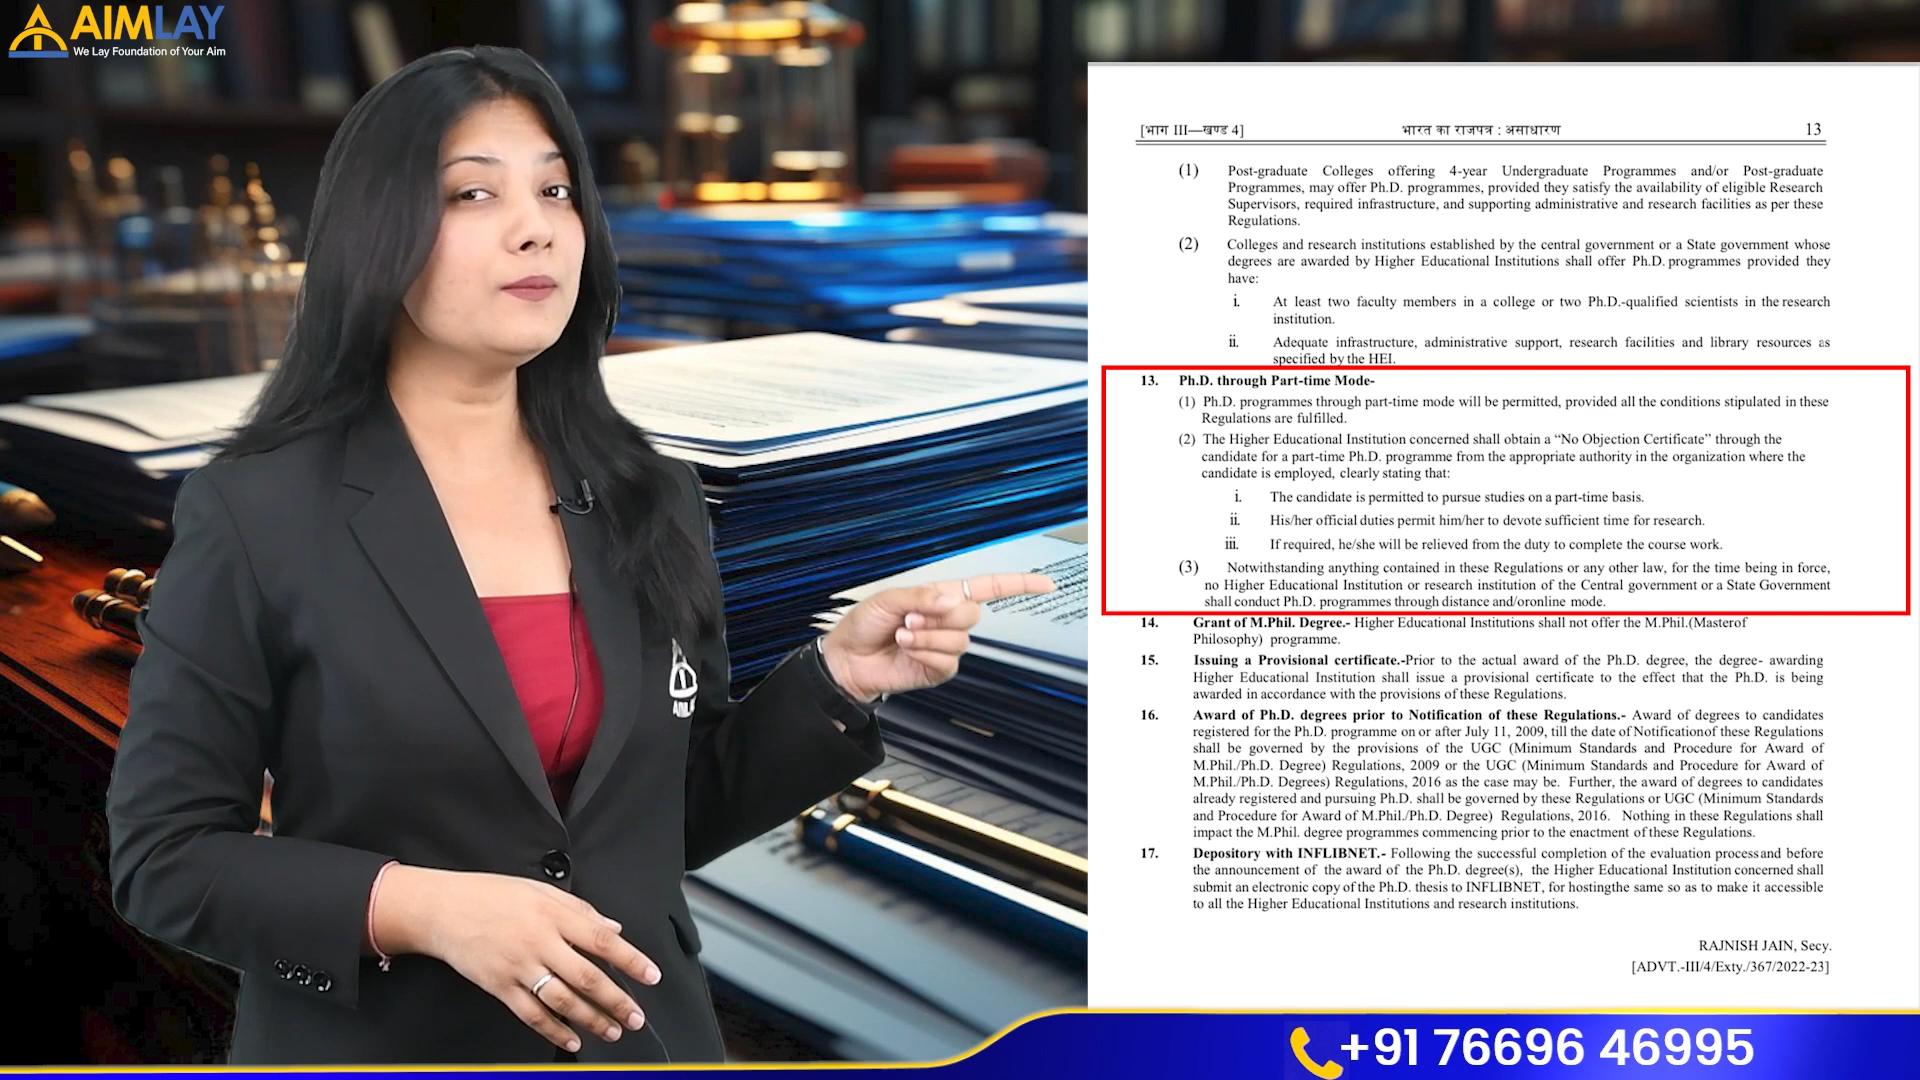 AIMLAY
We Lay Foundation of Your Aim
[भाग III—खण्ड 4]
भारत का राजपत्र : असाधारण
13
(1) Post-graduate Colleges offering 4-year Undergraduate Programmes and/or Post-graduate
Programmes, may offer Ph.D. programmes, provided they satisfy the availability of eligible Research
Supervisors, required infrastructure, and supporting administrative and research facilities as per these
Regulations.
(2) Colleges and research institutions established by the central government or a State government whose
degrees are awarded by Higher Educational Institutions shall offer Ph.D. programmes provided they
have:
i. At least two faculty members in a college or two Ph.D.-qualified scientists in the research
institution.
ii. Adequate infrastructure, administrative support, research facilities and library resources as
specified by the HEI.
13. Ph.D. through Part-time Mode-
(1) Ph.D. programmes through part-time mode will be permitted, provided all the conditions stipulated in these
Regulations are fulfilled.
(2) The Higher Educational Institution concerned shall obtain a “No Objection Certificate” through the
candidate for a part-time Ph.D. programme from the appropriate authority in the organization where the
candidate is employed, clearly stating that:
i. The candidate is permitted to pursue studies on a part-time basis.
ii. His/her official duties permit him/her to devote sufficient time for research.
iii. If required, he/she will be relieved from the duty to complete the course work.
(3) Notwithstanding anything contained in these Regulations or any other law, for the time being in force,
no Higher Educational Institution or research institution of the Central government or a State Government
shall conduct Ph.D. programmes through distance and/oronline mode.
14. Grant of M.Phil. Degree.- Higher Educational Institutions shall not offer the M.Phil.(Masterof
Philosophy) programme.
15. Issuing a Provisional certificate.-Prior to the actual award of the Ph.D. degree, the degree- awarding
Higher Educational Institution shall issue a provisional certificate to the effect that the Ph.D. is being
awarded in accordance with the provisions of these Regulations.
16. Award of Ph.D. degrees prior to Notification of these Regulations.- Award of degrees to candidates
registered for the Ph.D. programme on or after July 11, 2009, till the date of Notificationof these Regulations
shall be governed by the provisions of the UGC (Minimum Standards and Procedure for Award of
M.Phil./Ph.D. Degree) Regulations, 2009 or the UGC (Minimum Standards and Procedure for Award of
M.Phil./Ph.D. Degrees) Regulations, 2016 as the case may be. Further, the award of degrees to candidates
already registered and pursuing Ph.D. shall be governed by these Regulations or UGC (Minimum Standards
and Procedure for Award of M.Phil./Ph.D. Degree) Regulations, 2016. Nothing in these Regulations shall
impact the M.Phil. degree programmes commencing prior to the enactment of these Regulations.
17. Depository with INFLIBNET.- Following the successful completion of the evaluation process and before
the announcement of the award of the Ph.D. degree(s), the Higher Educational Institution concerned shall
submit an electronic copy of the Ph.D. thesis to INFLIBNET, for hostingthe same so as to make it accessible
to all the Higher Educational Institutions and research institutions.
RAJNISH JAIN, Secy.
[ADVT.-III/4/Exty./367/2022-23]
+91 76696 46995